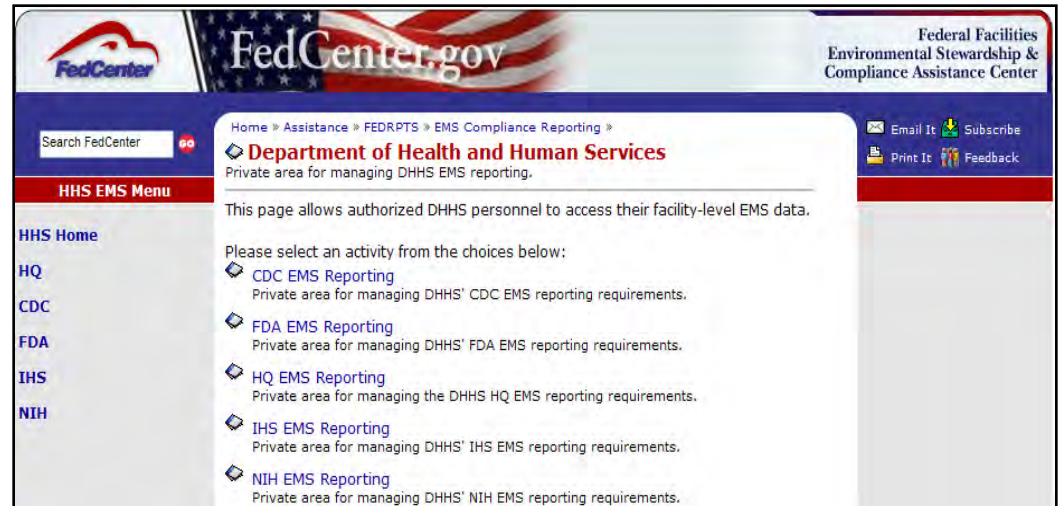 FedCenter
FedCenter.gov
Federal Facilities
Environmental Stewardship &
Compliance Assistance Center
Search FedCenter
GO
Home » Assistance » FEDRPTS » EMS Compliance Reporting »
Department of Health and Human Services
Private area for managing DHHS EMS reporting.
Email It Subscribe
Print It Feedback
HHS EMS Menu
HHS Home
HQ
CDC
FDA
IHS
NIH
This page allows authorized DHHS personnel to access their facility-level EMS data.
Please select an activity from the choices below:
CDC EMS Reporting
Private area for managing DHHS' CDC EMS reporting requirements.
FDA EMS Reporting
Private area for managing DHHS' FDA EMS reporting requirements.
HQ EMS Reporting
Private area for managing the DHHS HQ EMS reporting requirements.
IHS EMS Reporting
Private area for managing DHHS' IHS EMS reporting requirements.
NIH EMS Reporting
Private area for managing DHHS' NIH EMS reporting requirements.